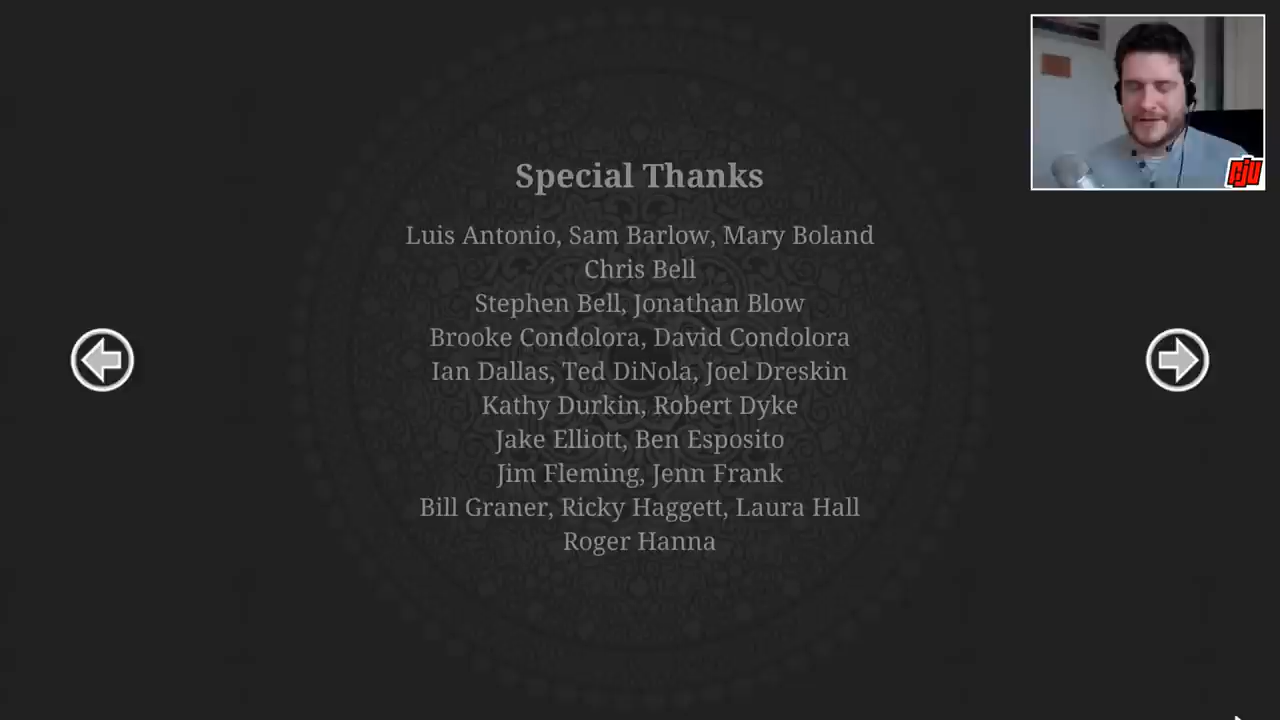 Special Thanks
Luis Antonio, Sam Barlow, Mary Boland
Chris Bell
Stephen Bell, Jonathan Blow
Brooke Condolora, David Condolora
Ian Dallas, Ted DiNola, Joel Dreskin
Kathy Durkin, Robert Dyke
Jake Elliott, Ben Esposito
Jim Fleming, Jenn Frank
Bill Graner, Ricky Haggett, Laura Hall
Roger Hanna
rju